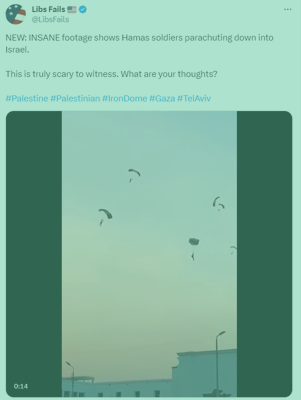 Libs Fails
@LibsFails
NEW: INSANE footage shows Hamas soldiers parachuting down into
Israel.
This is truly scary to witness. What are your thoughts?
#Palestine #Palestinian #IronDome #Gaza #TelAviv
0:14